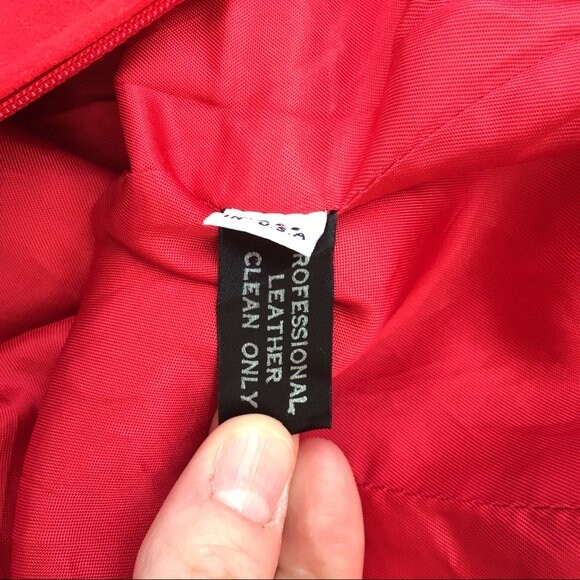 IN U.S.A
ROFESSIONAL
LEATHER
CLEAN ONLY